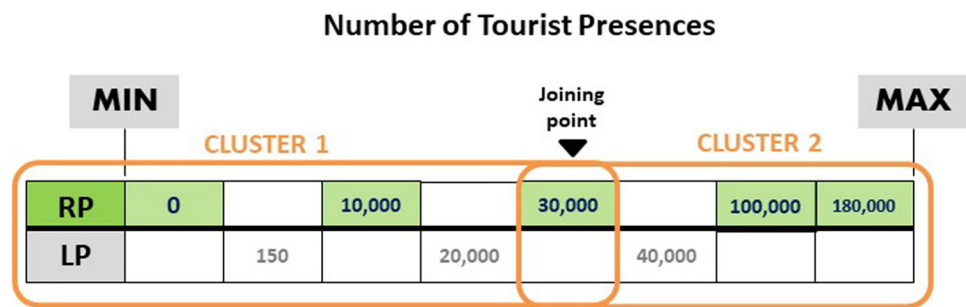 Number of Tourist Presences
MIN
Joining
point
MAX
CLUSTER 1
CLUSTER 2
RP 0 10,000 30,000 100,000 180,000
LP 150 20,000 40,000